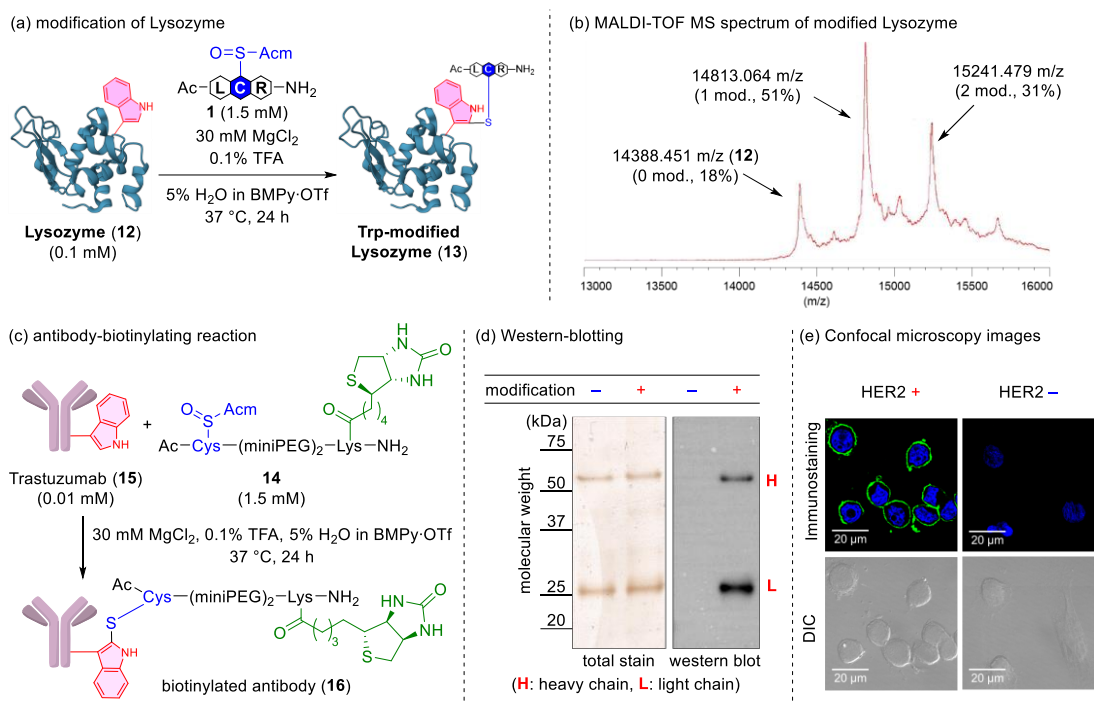 (a) modification of Lysozyme
O=S–Acm
Ac L C R NH2
1 (1.5 mM)
30 mM MgCl2
0.1% TFA
5% H2O in BMPy·OTf
37 °C, 24 h
NH
Lysozyme (12)
(0.1 mM)
Ac L C R NH2
NH
S
Trp-modified
Lysozyme (13)
(b) MALDI-TOF MS spectrum of modified Lysozyme
14813.064 m/z
(1 mod., 51%)
15241.479 m/z
(2 mod., 31%)
14388.451 m/z (12)
(0 mod., 18%)
13000 14000 14500 15000 15500 16000
(m/z)
(c) antibody-biotinylating reaction
H
N
O
N
H
S
4
O
O
S
Acm
NH
+
Ac
Cys–(miniPEG)2–Lys–NH2
Trastuzumab (15)
(0.01 mM)
14
(1.5 mM)
30 mM MgCl2, 0.1% TFA, 5% H2O in BMPy·OTf
37 °C, 24 h
Ac
Cys–(miniPEG)2–Lys–NH2
S
O
3
HN
O
NH
S
NH
biotinylated antibody (16)
(d) Western-blotting
modification – + – +
(kDa)
75
50
37
25
20
molecular weight
H
L
total stain western blot
(H: heavy chain, L: light chain)
(e) Confocal microscopy images
HER2 + HER2 –
Immunostaining
20 µm 20 µm
DIC
20 µm 20 µm